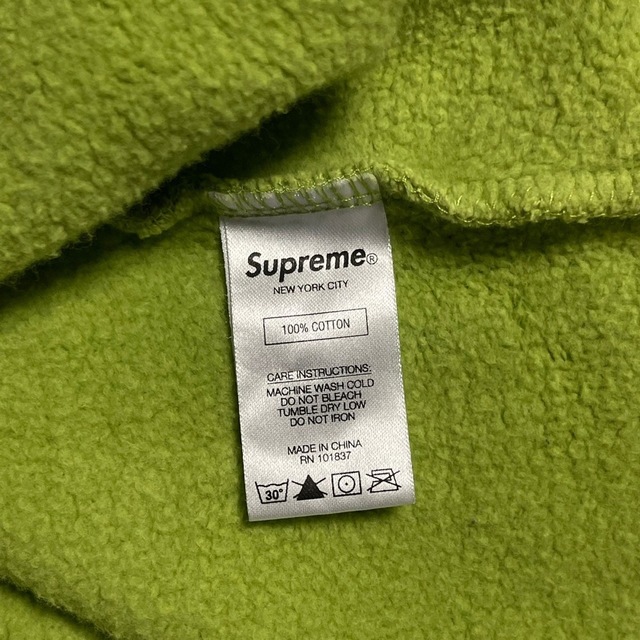 Supreme®
NEW YORK CITY
100% COTTON
CARE INSTRUCTIONS:
MACHINE WASH COLD
DO NOT BLEACH
TUMBLE DRY LOW
DO NOT IRON
MADE IN CHINA
RN 101837
30°